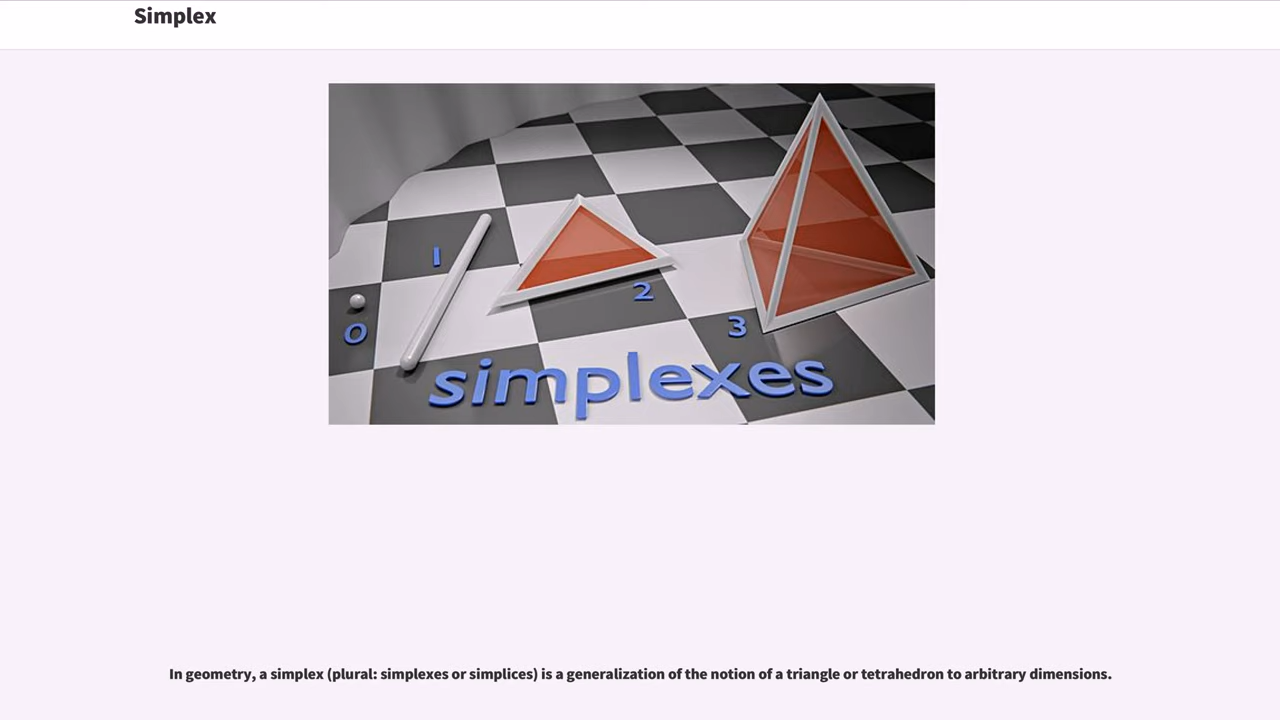 Simplex
1
2
0
3
simplexes
In geometry, a simplex (plural: simplexes or simplices) is a generalization of the notion of a triangle or tetrahedron to arbitrary dimensions.